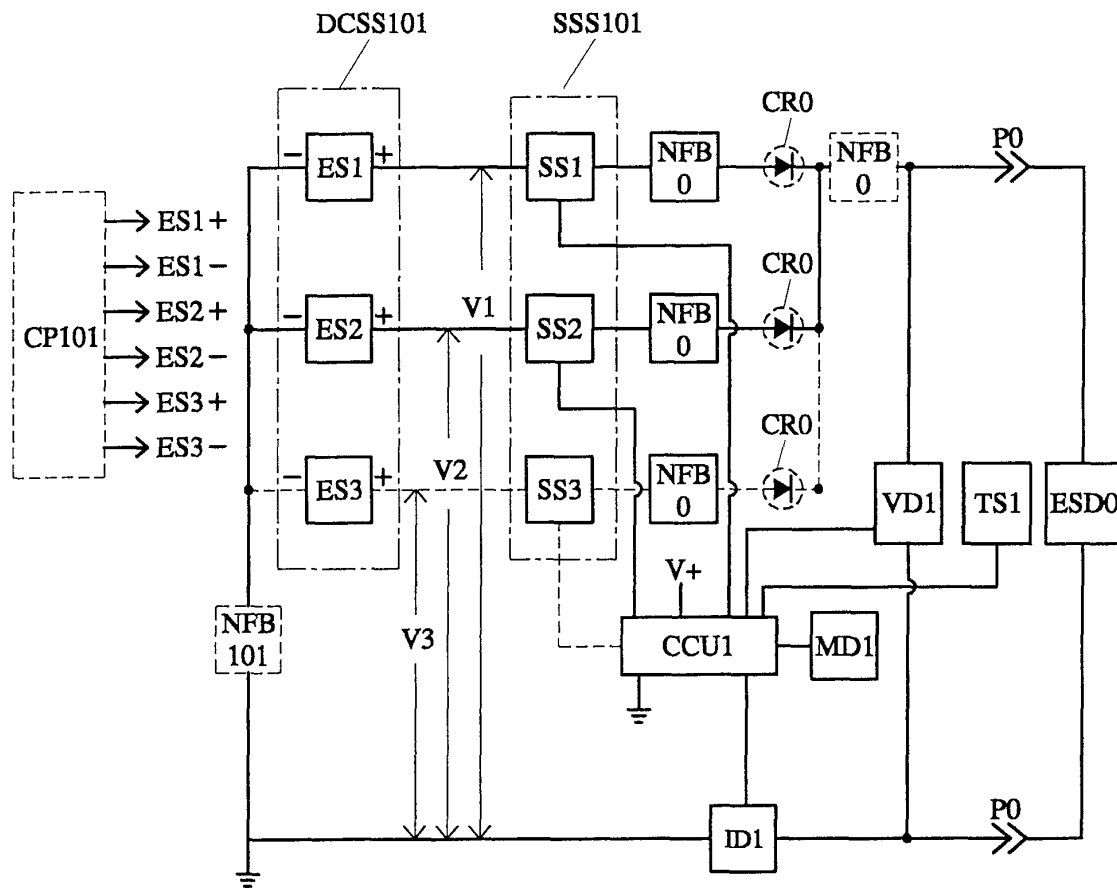 DCSS101 SSS101
CR0
P0
− ES1 + SS1 NFB 0 NFB 0
ES1+
ES1−
ES2+
ES2−
ES3+
ES3−
CP101
CR0
V1
− ES2 + SS2 NFB 0
CR0
V2
− ES3 + SS3 NFB 0
VD1 TS1 ESD0
V+
NFB 101
V3
CCU1 MD1
P0
ID1